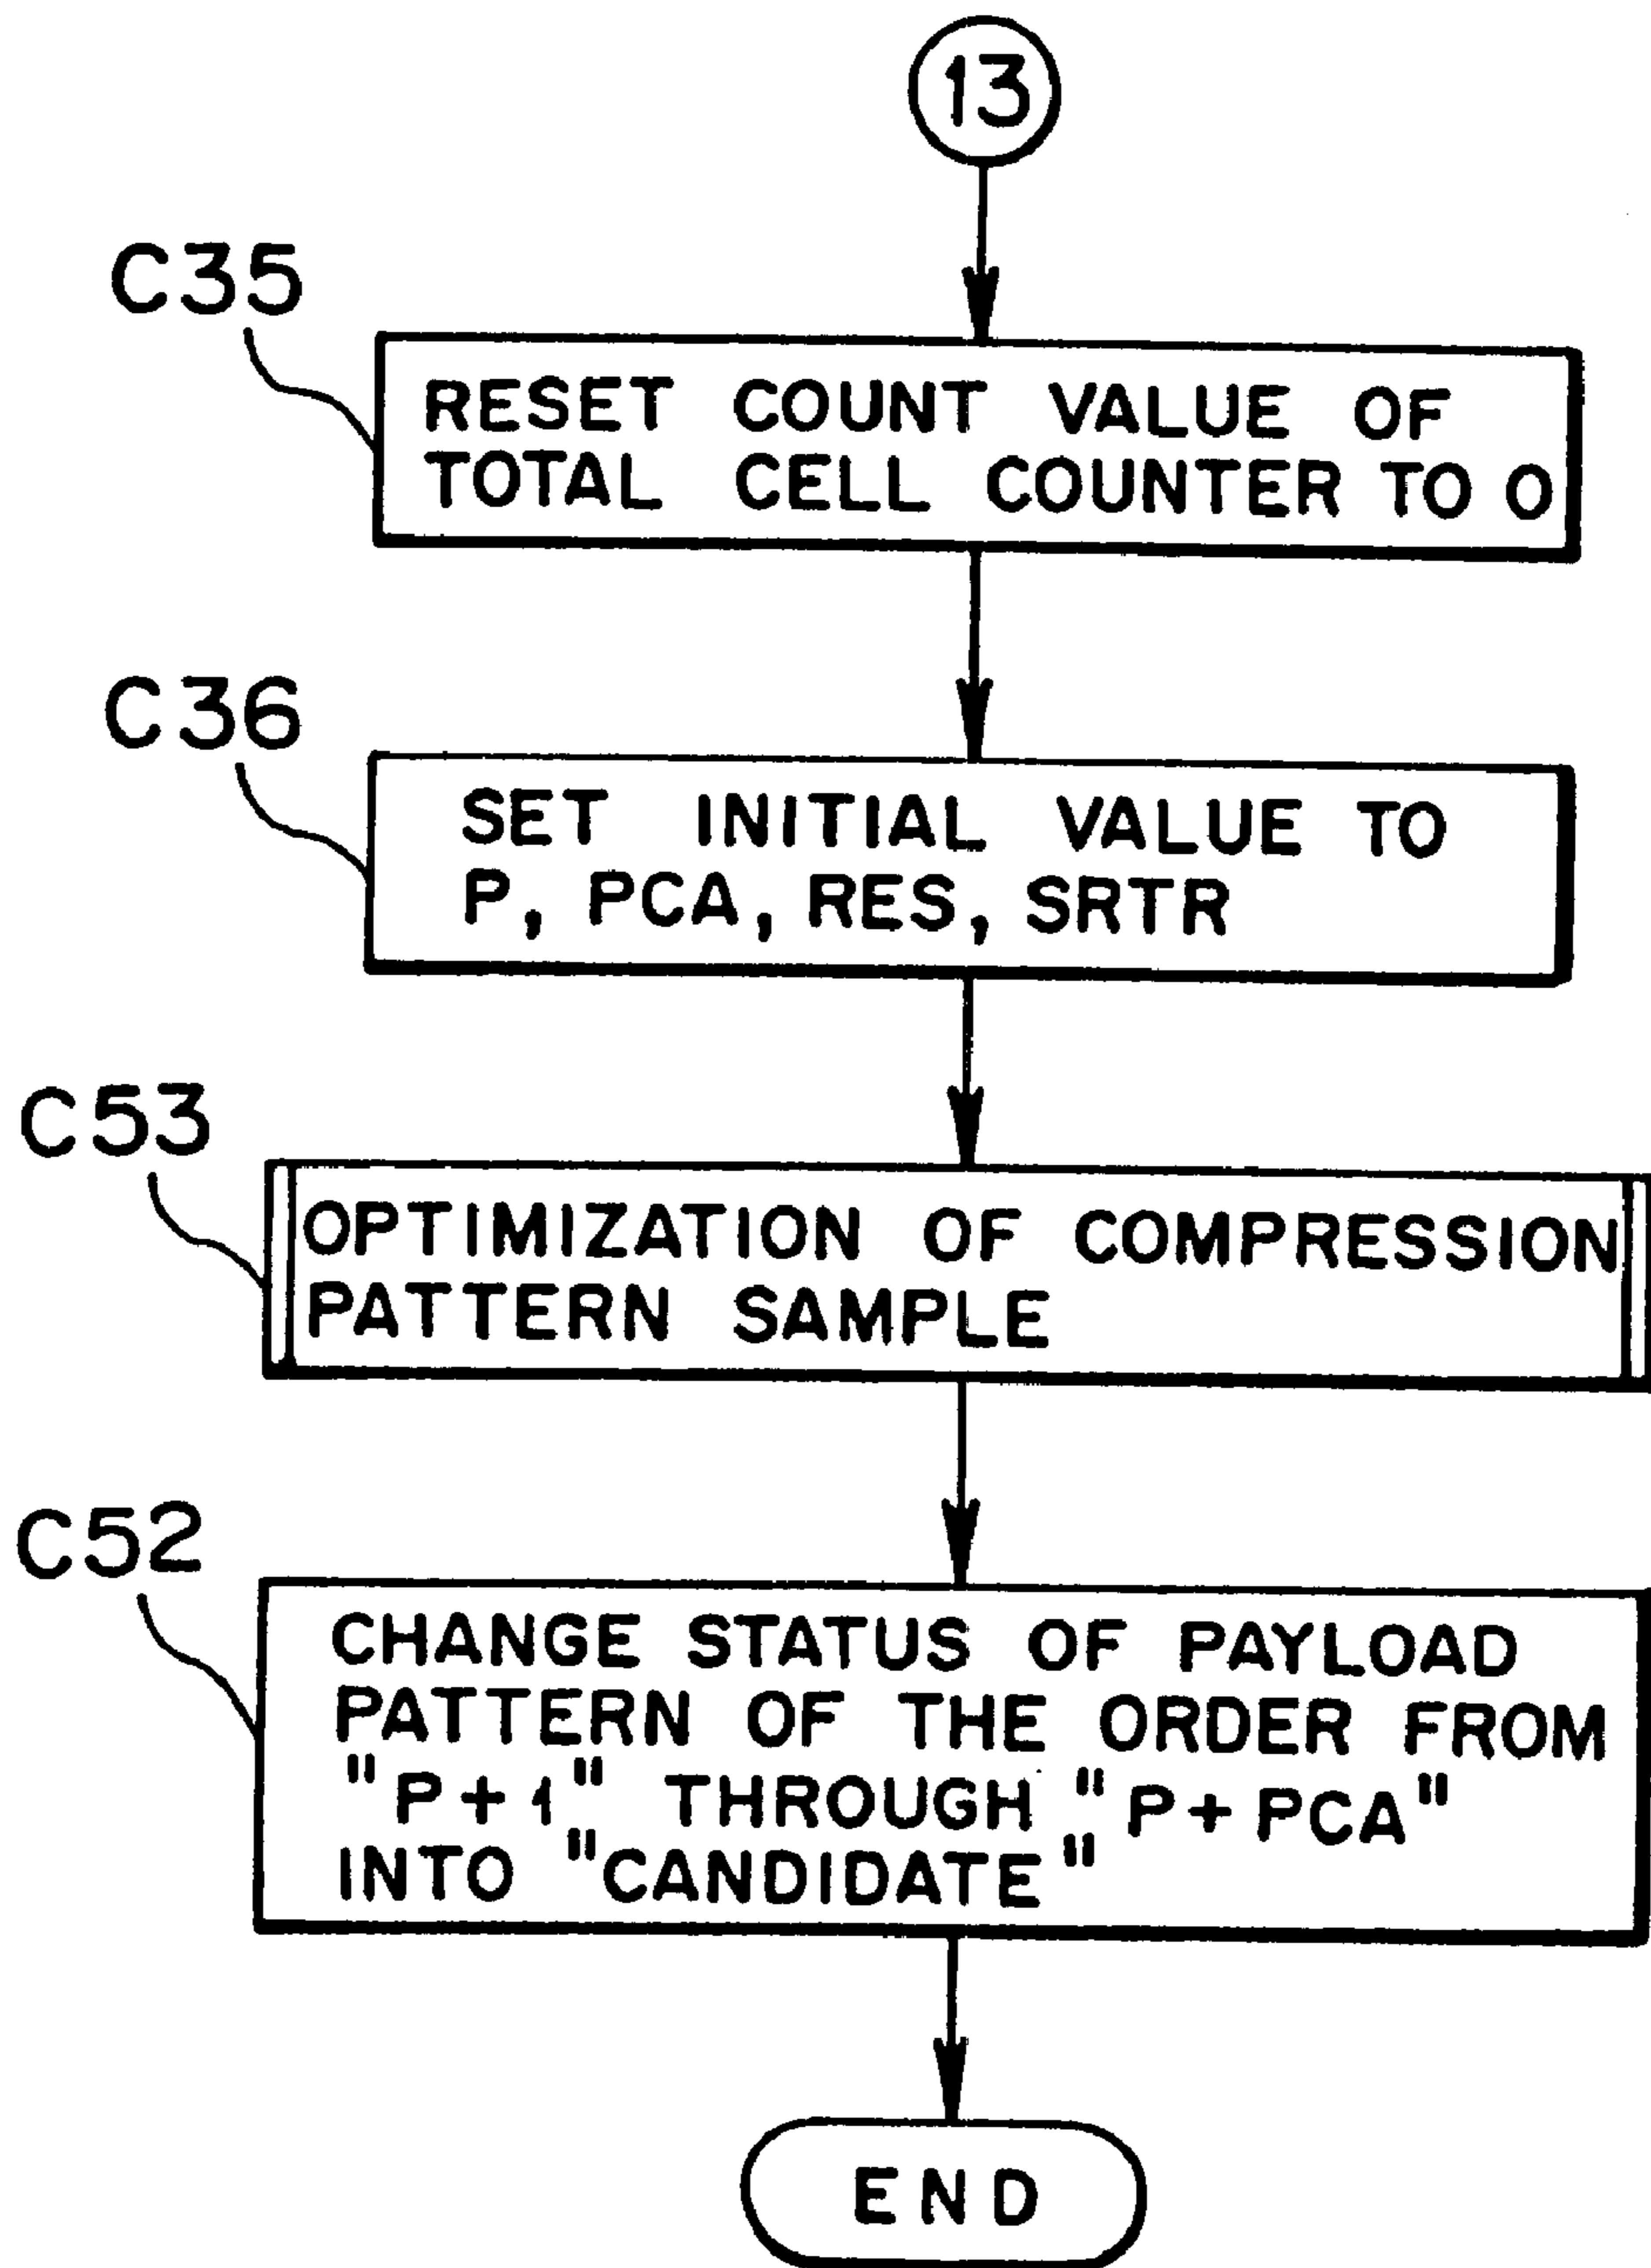 13
C35
RESET COUNT VALUE OF
TOTAL CELL COUNTER TO 0
C36
SET INITIAL VALUE TO
P, PCA, RES, SRTR
C53
OPTIMIZATION OF COMPRESSION
PATTERN SAMPLE
C52
CHANGE STATUS OF PAYLOAD
PATTERN OF THE ORDER FROM
"P+1" THROUGH "P+PCA"
INTO "CANDIDATE"
END